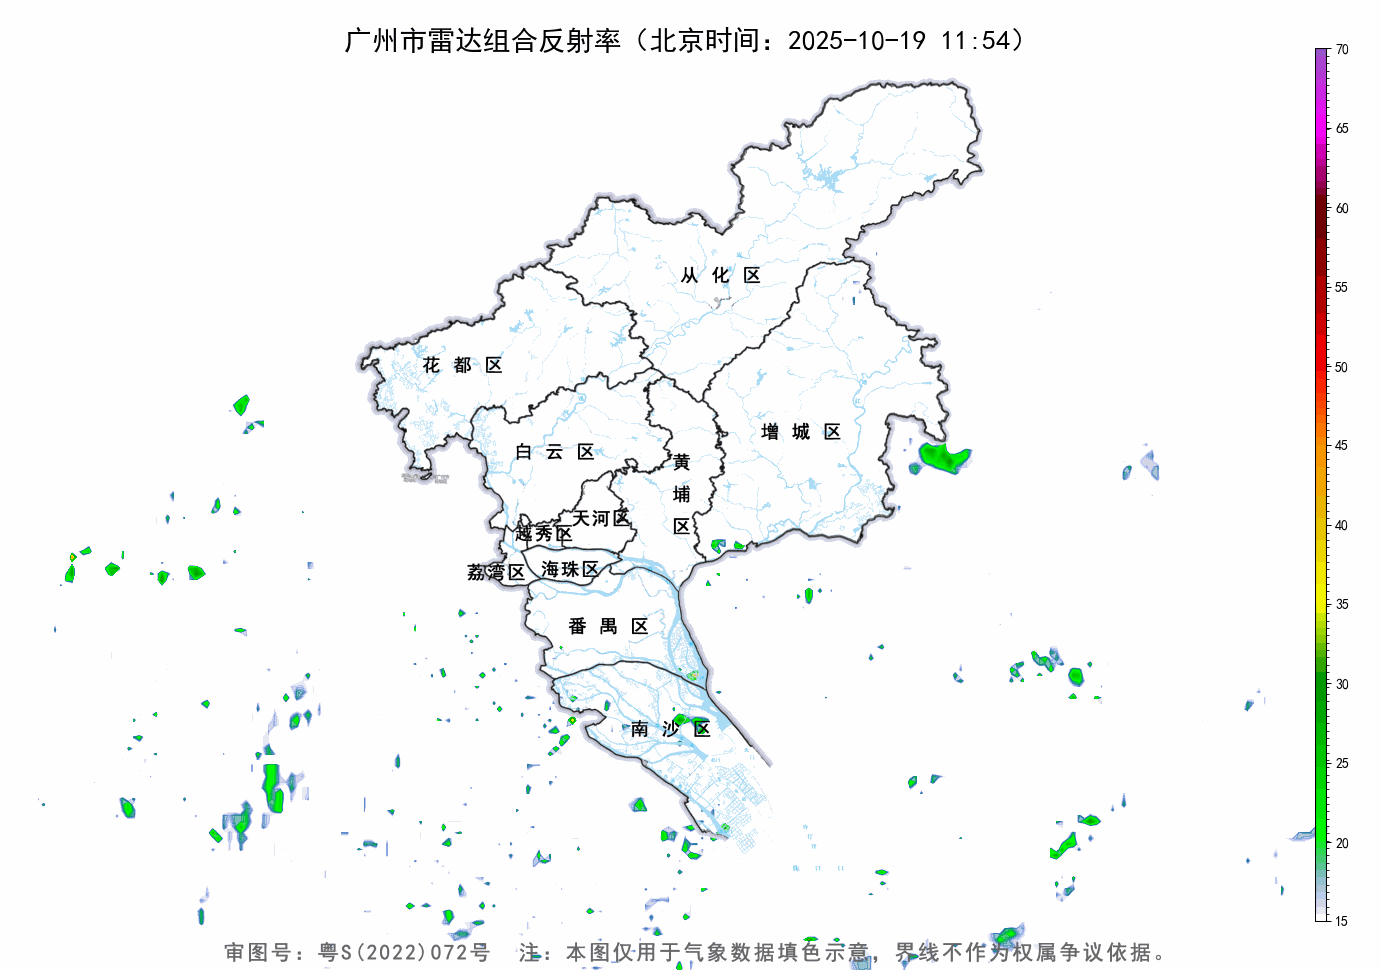 广州市雷达组合反射率（北京时间：2025-10-19 11:54）
70
65
60
55
50
45
40
35
30
25
20
15
从化区
花都区
增城区
白云区
黄埔区
天河区
越秀区
荔湾区
海珠区
番禺区
南沙区
审图号：粤S(2022)072号 注：本图仅用于气象数据填色示意，界线不作为权属争议依据。